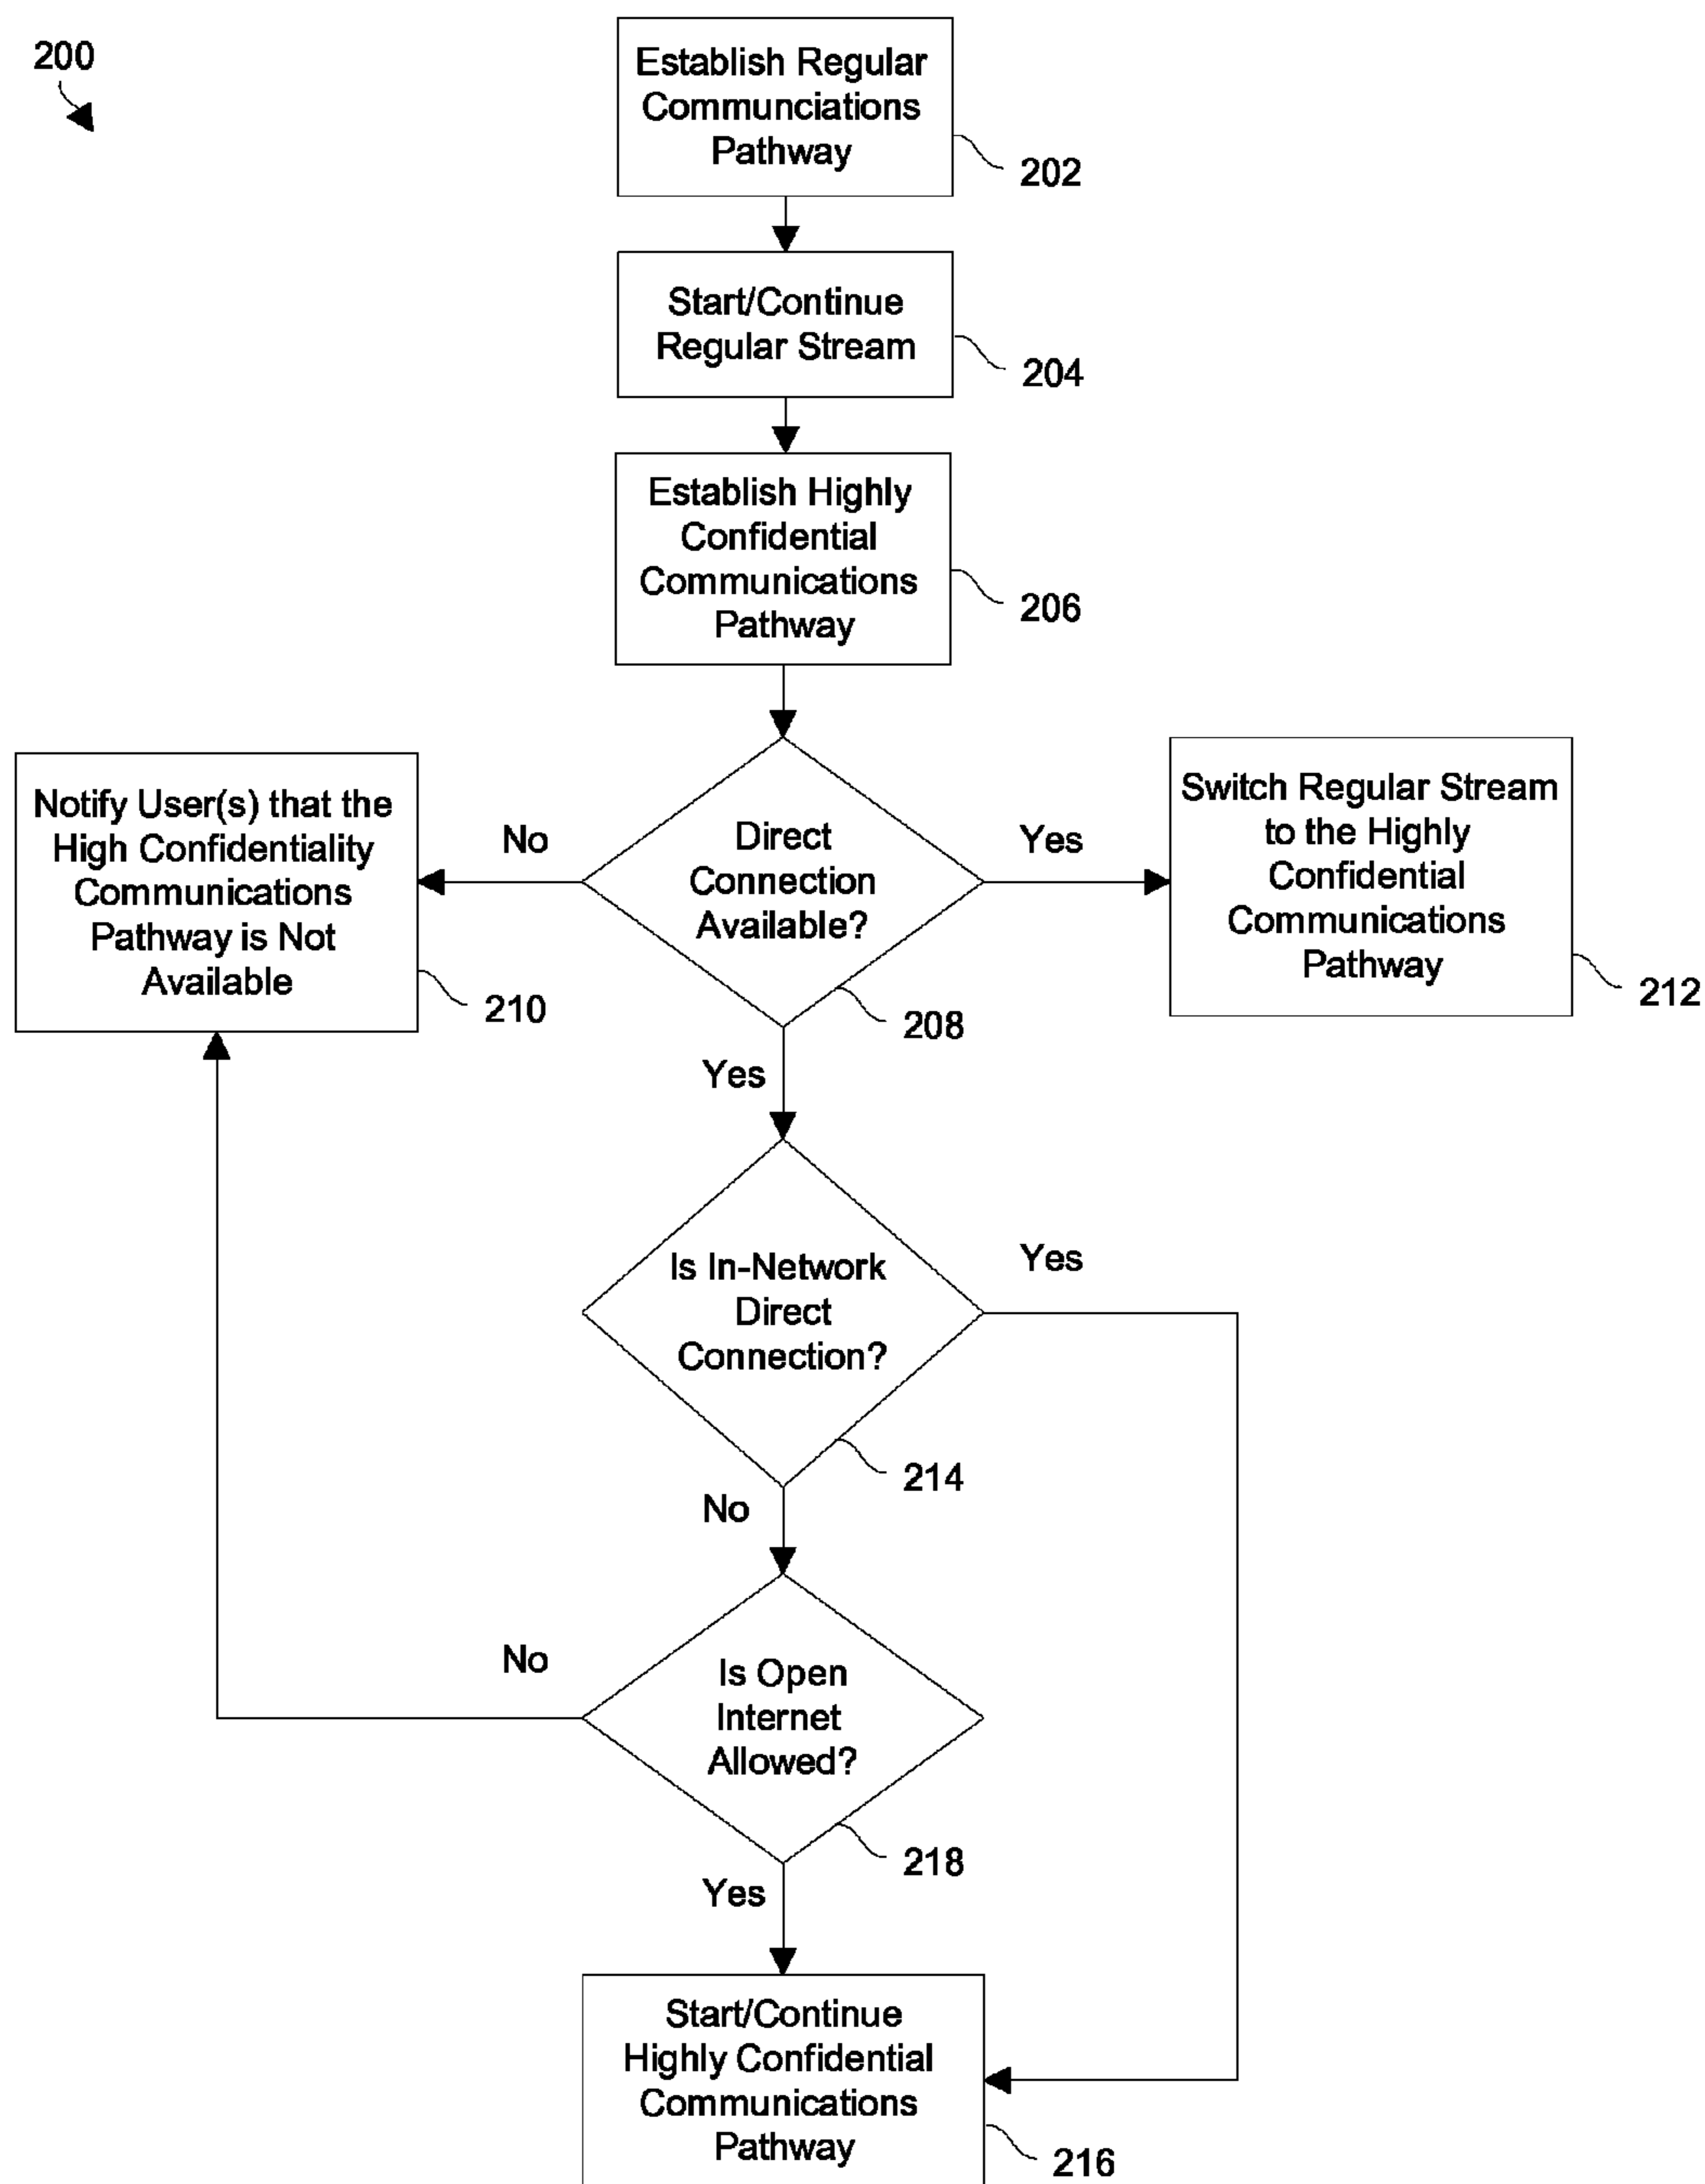 200
Establish Regular
Communciations
Pathway
202
Start/Continue
Regular Stream
204
Establish Highly
Confidential
Communications
Pathway
206
Notify User(s) that the
High Confidentiality
Communications
Pathway is Not
Available
210
No
Direct
Connection
Available?
208
Yes
Switch Regular Stream
to the Highly
Confidential
Communications
Pathway
212
Yes
Is In-Network
Direct
Connection?
214
Yes
No
Is Open
Internet
Allowed?
218
No
Yes
Start/Continue
Highly Confidential
Communications
Pathway
216